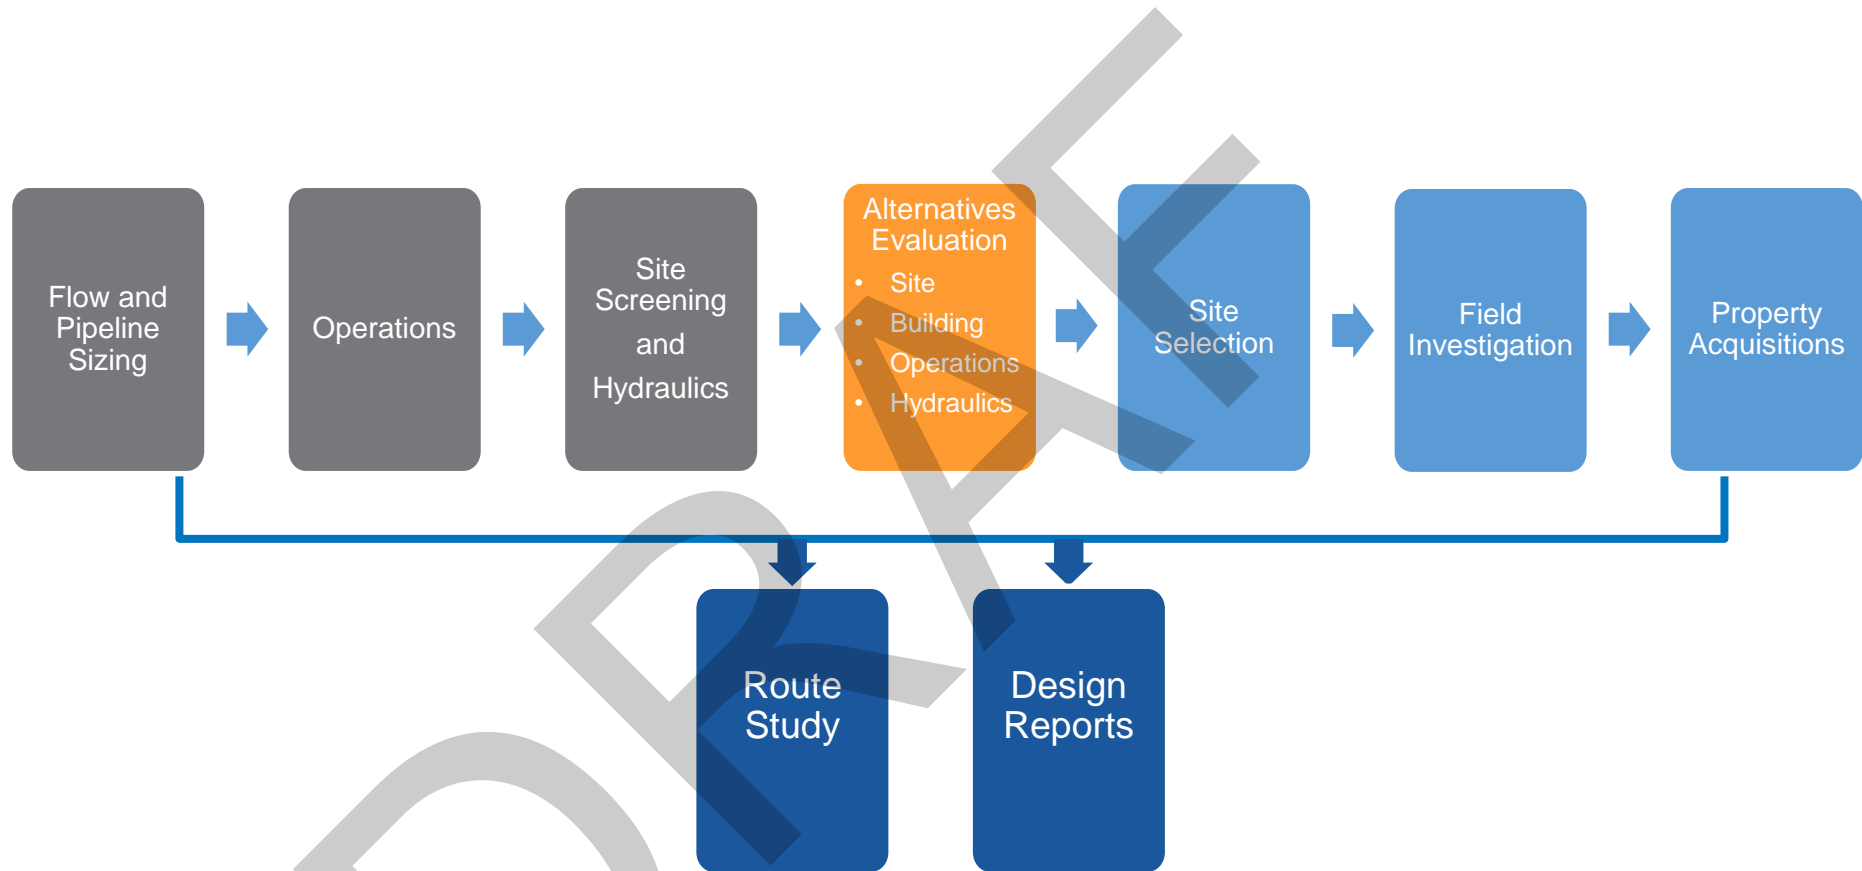 Flow and
Pipeline
Sizing
Operations
Site
Screening
and
Hydraulics
Alternatives
Evaluation
• Site
• Building
• Operations
• Hydraulics
Site
Selection
Field
Investigation
Property
Acquisitions
Route
Study
Design
Reports
DRAFT